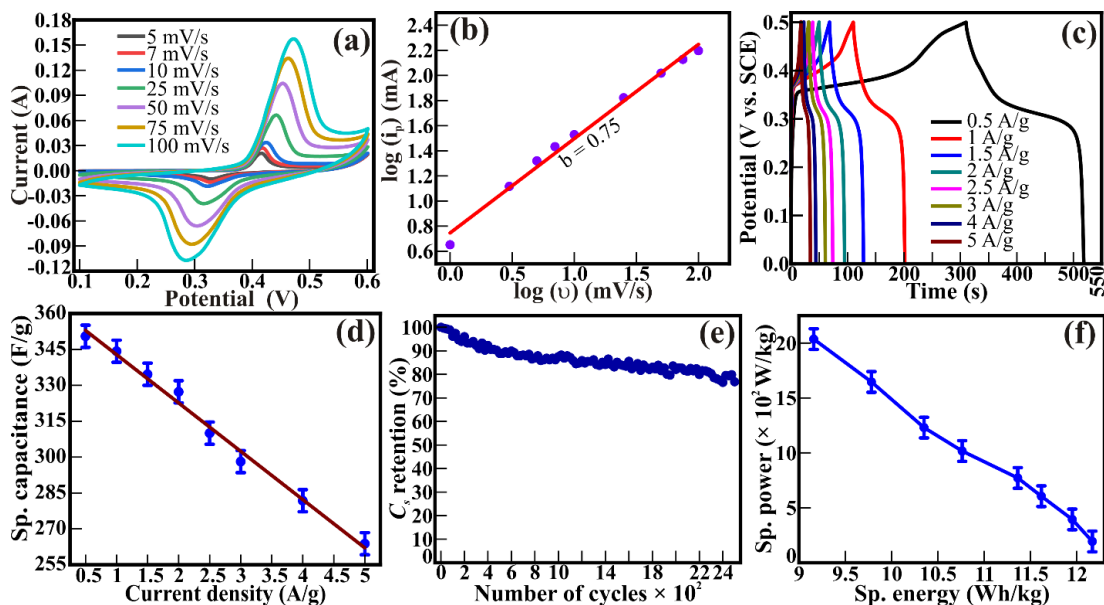 (a)
5 mV/s
7 mV/s
10 mV/s
25 mV/s
50 mV/s
75 mV/s
100 mV/s
0.18
0.15
0.12
0.09
0.06
0.03
0.00
-0.03
-0.06
-0.09
-0.12
Current (A)
0.1 0.2 0.3 0.4 0.5 0.6
Potential (V)
(b)
2.4
2.2
2.0
1.8
1.6
1.4
1.2
1.0
0.8
0.6
log (ip) (mA)
b = 0.75
0.0 0.5 1.0 1.5 2.0
log (υ) (mV/s)
(c)
0.5
0.4
0.3
0.2
0.1
0.0
Potential (V vs. SCE)
0.5 A/g
1 A/g
1.5 A/g
2 A/g
2.5 A/g
3 A/g
4 A/g
5 A/g
0 100 200 300 400 500 550
Time (s)
(d)
360
345
330
315
300
285
270
255
Sp. capacitance (F/g)
0.5 1 1.5 2 2.5 3 3.5 4 4.5 5
Current density (A/g)
(e)
100
90
80
70
60
50
40
30
20
10
0
Cs retention (%)
0 2 4 6 8 10 14 18 22 24
Number of cycles × 10²
(f)
20
15
10
5
0
Sp. power (× 10² W/kg)
9 9.5 10 10.5 11 11.5 12
Sp. energy (Wh/kg)